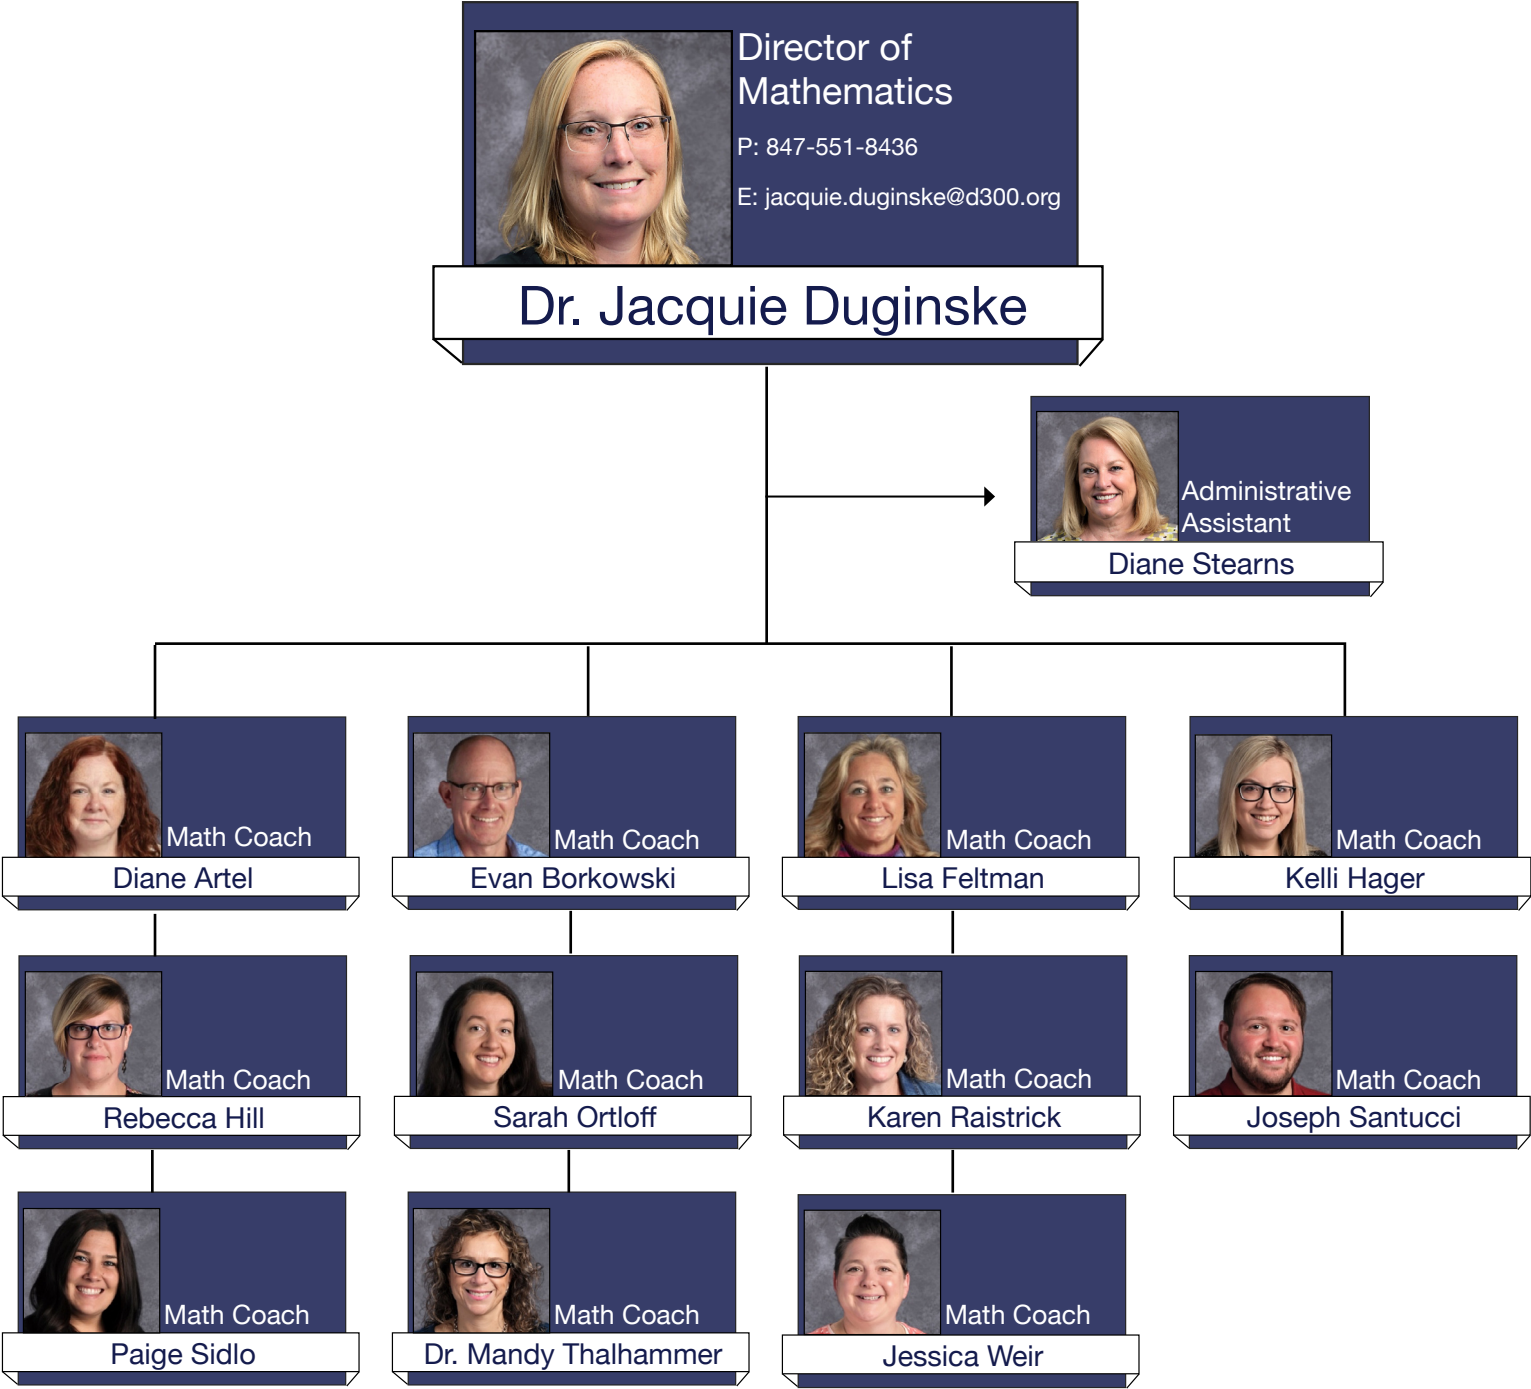 Director of
Mathematics
P: 847-551-8436
E: jacquie.duginske@d300.org
Dr. Jacquie Duginske
Administrative
Assistant
Diane Stearns
Math Coach
Diane Artel
Math Coach
Evan Borkowski
Math Coach
Lisa Feltman
Math Coach
Kelli Hager
Math Coach
Rebecca Hill
Math Coach
Sarah Ortloff
Math Coach
Karen Raistrick
Math Coach
Joseph Santucci
Math Coach
Paige Sidlo
Math Coach
Dr. Mandy Thalhammer
Math Coach
Jessica Weir